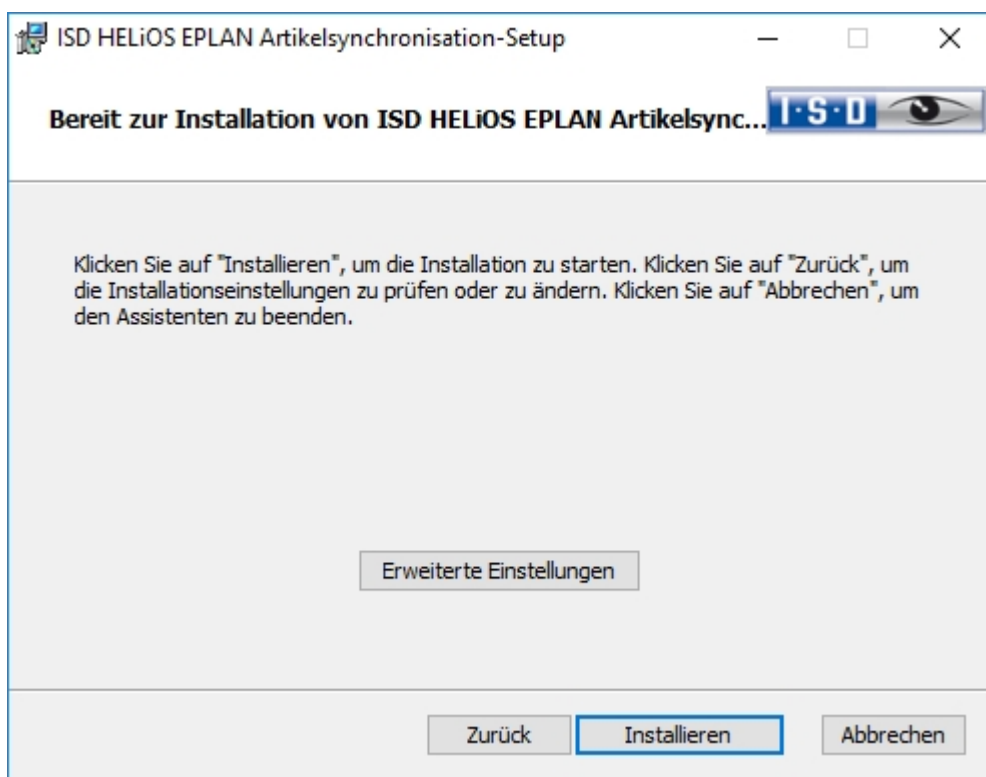 ISD HELiOS EPLAN Artikelsynchronisation-Setup
Bereit zur Installation von ISD HELiOS EPLAN Artikelsync...
I·S·D
Klicken Sie auf "Installieren", um die Installation zu starten. Klicken Sie auf "Zurück", um
die Installationseinstellungen zu prüfen oder zu ändern. Klicken Sie auf "Abbrechen", um
den Assistenten zu beenden.
Erweiterte Einstellungen
Zurück
Installieren
Abbrechen